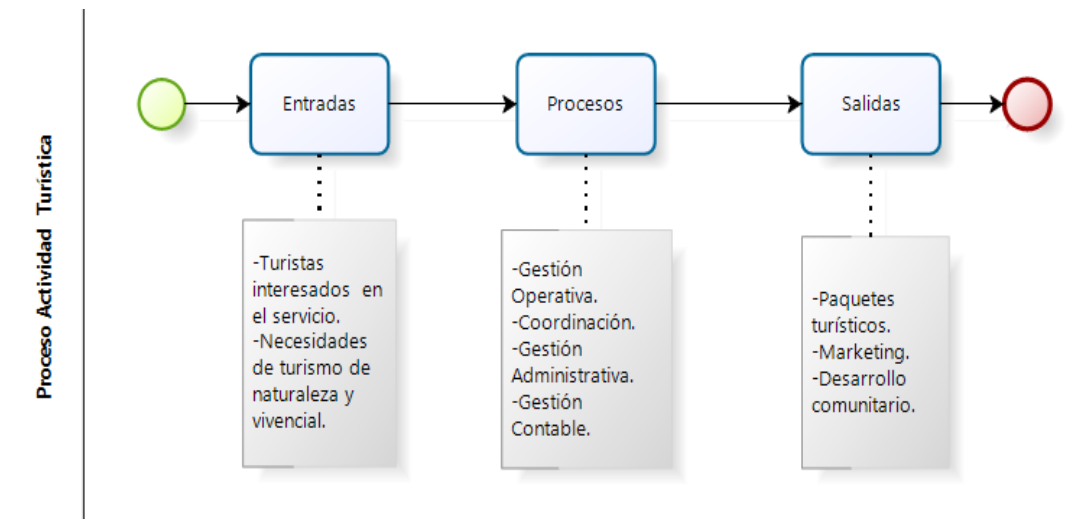 Proceso Actividad Turística
Entradas
Procesos
Salidas
-Turistas
interesados en
el servicio.
-Necesidades
de turismo de
naturaleza y
vivencial.
-Gestión
Operativa.
-Coordinación.
-Gestión
Administrativa.
-Gestión
Contable.
-Paquetes
turísticos.
-Marketing.
-Desarrollo
comunitario.